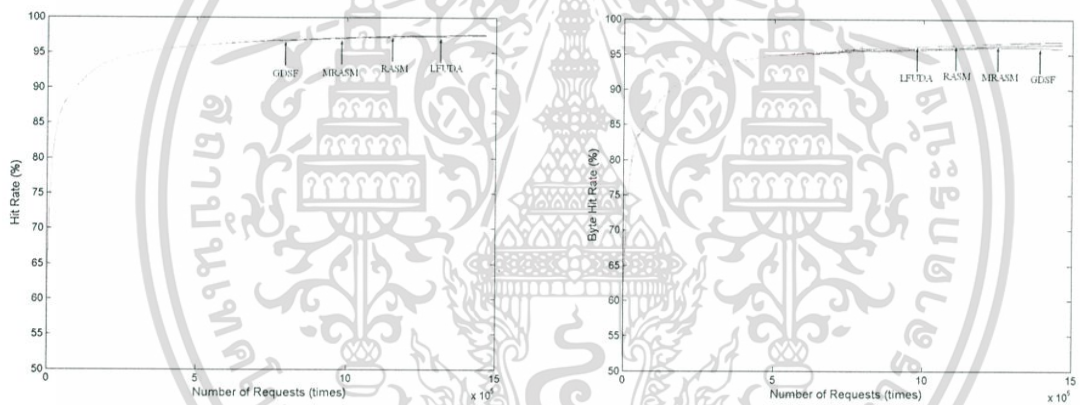 100
95
90
85
80
75
70
65
60
55
50
Hit Rate (%)
GDSF MRASM RASM LFUDA
0 5 10 15
Number of Requests (times)
100
95
90
85
80
75
70
65
60
55
50
Byte Hit Rate (%)
LFUDA RASM MRASM GDSF
0 5 10 15
Number of Requests (times)